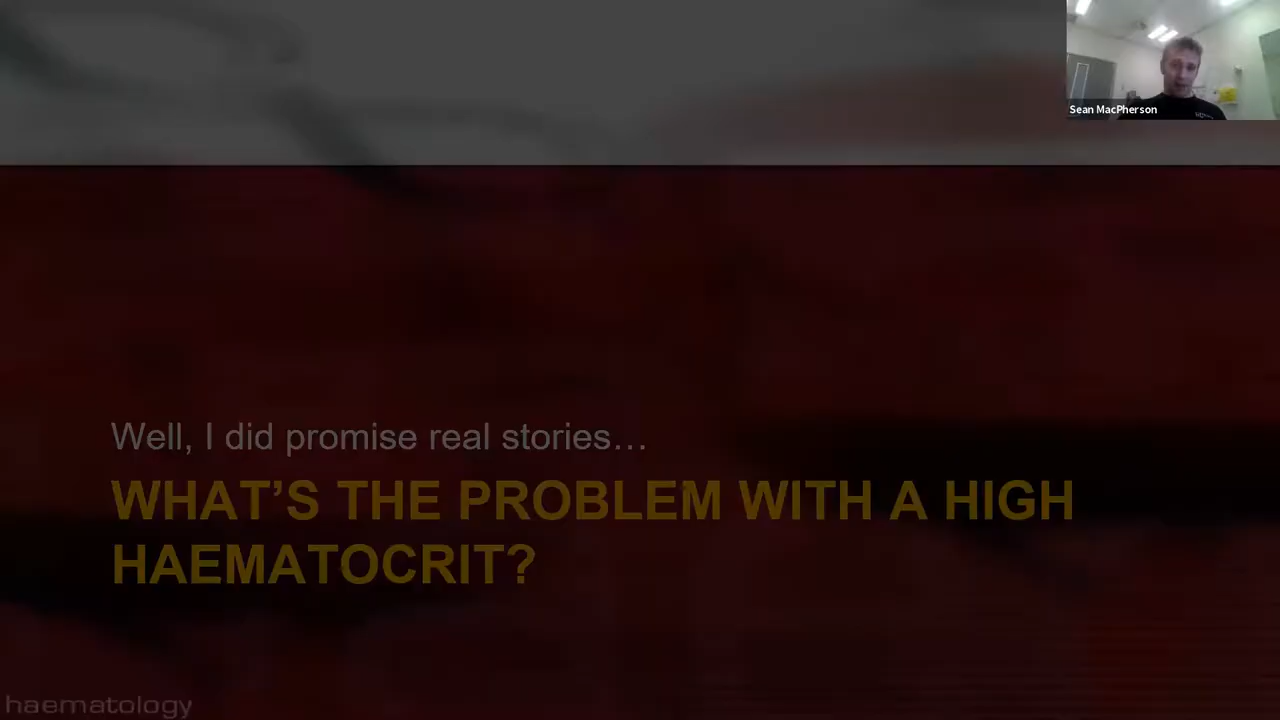 Sean MacPherson
Well, I did promise real stories…
WHAT’S THE PROBLEM WITH A HIGH
HAEMATOCRIT?
haematology